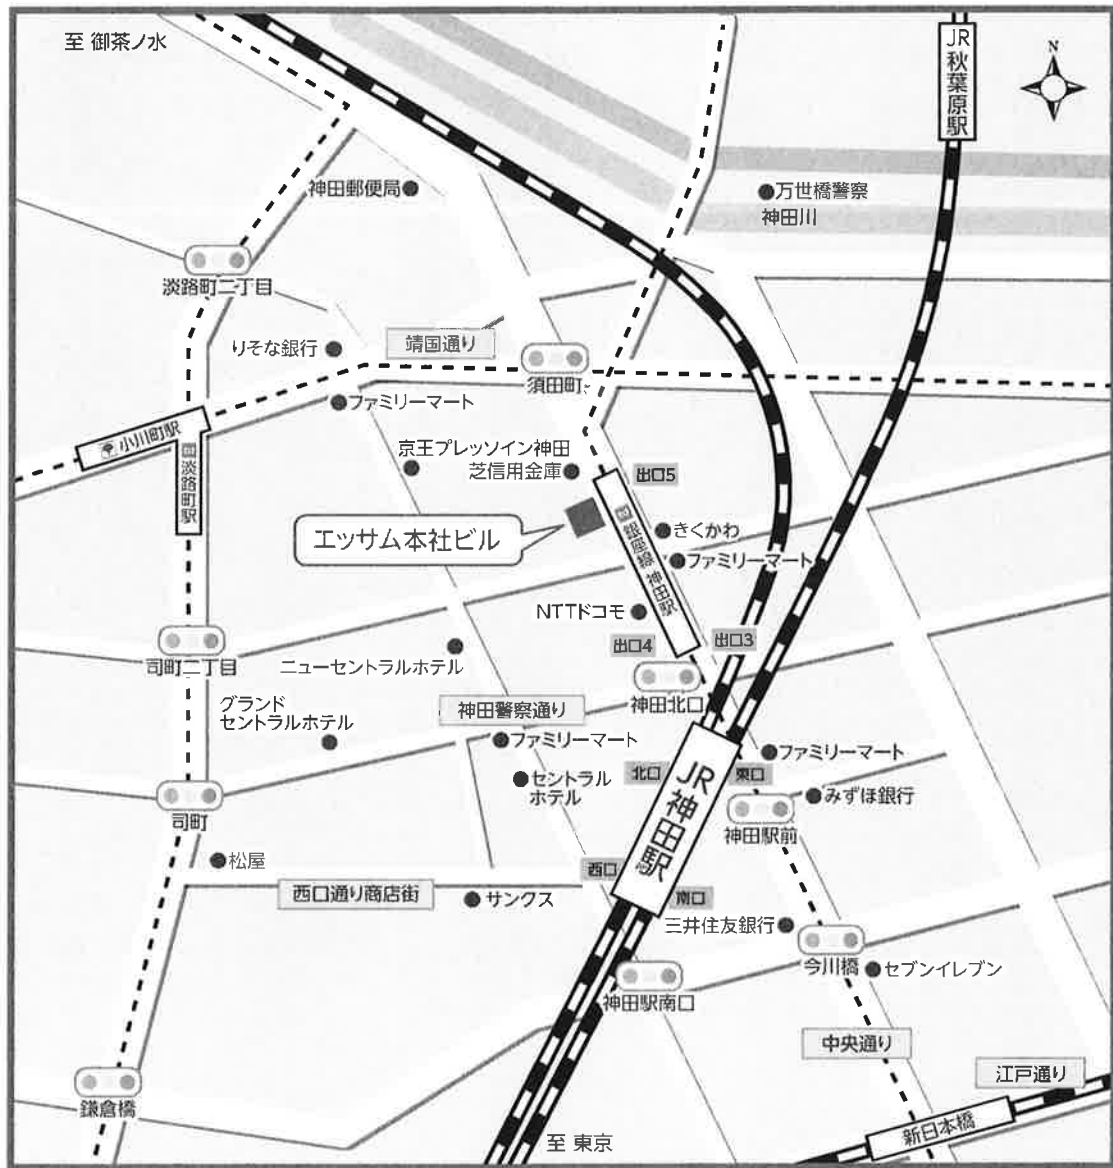 至 御茶ノ水
JR秋葉原駅
N
神田郵便局
万世橋警察
神田川
淡路町二丁目
りそな銀行
靖国通り
須田町
ファミリーマート
小川町駅
淡路町駅
京王プレッソイン神田
芝信用金庫
出口5
エッサム本社ビル
銀座線 神田駅
きくかわ
ファミリーマート
NTTドコモ
出口4
出口3
司町二丁目
ニューセントラルホテル
神田北口
グランド
セントラルホテル
神田警察通り
ファミリーマート
ファミリーマート
北口
JR神田駅
東口
セントラル
ホテル
みずほ銀行
司町
神田駅前
松屋
西口
西口通り商店街
サンクス
南口
三井住友銀行
今川橋
セブンイレブン
神田駅南口
中央通り
江戸通り
鎌倉橋
新日本橋
至 東京